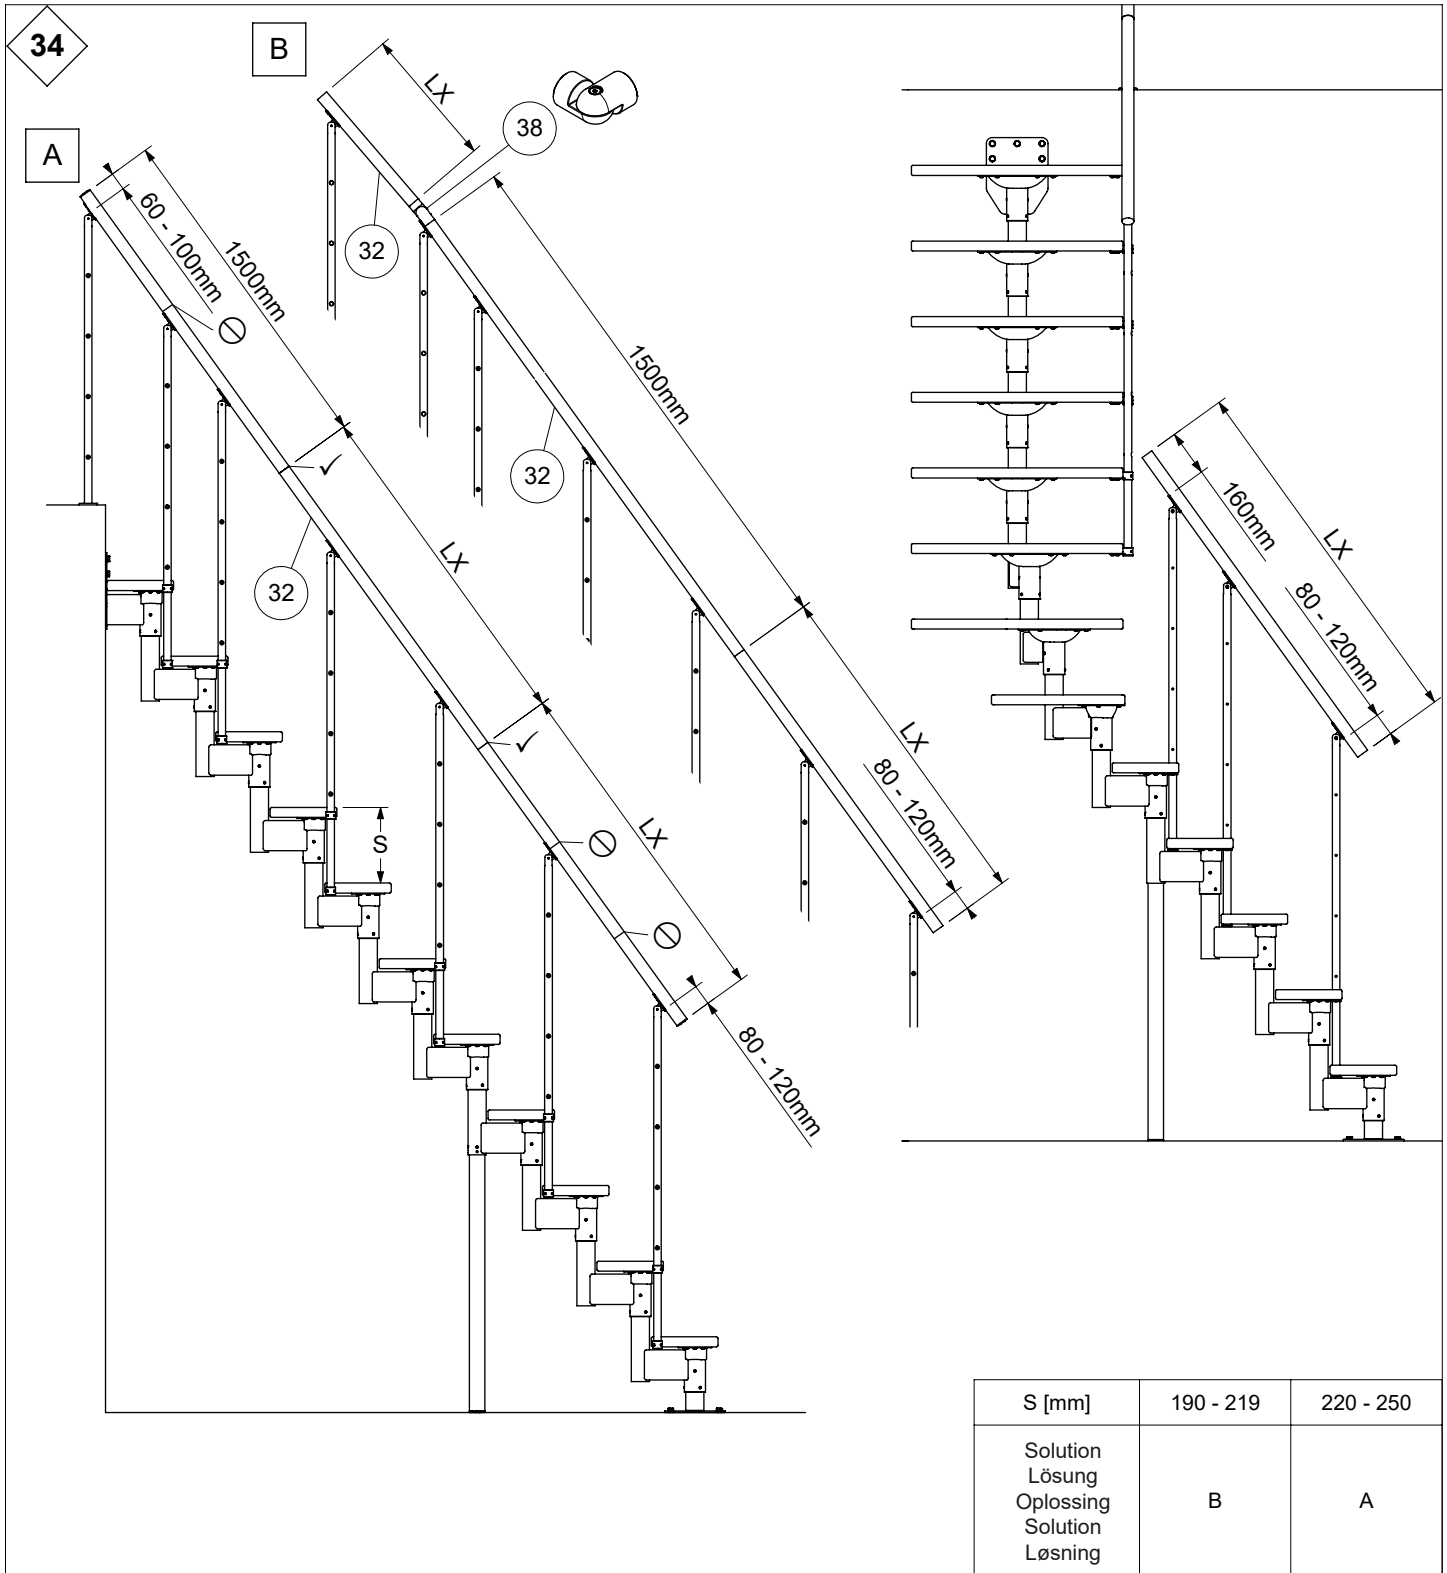 34
B
A
LX
38
60 - 100mm
1500mm
32
1500mm
32
LX
32
160mm
LX
80 - 120mm
LX
80 - 120mm
S
LX
80 - 120mm
S [mm] 190 - 219 220 - 250
Solution
Lösung
Oplossing B A
Solution
Løsning